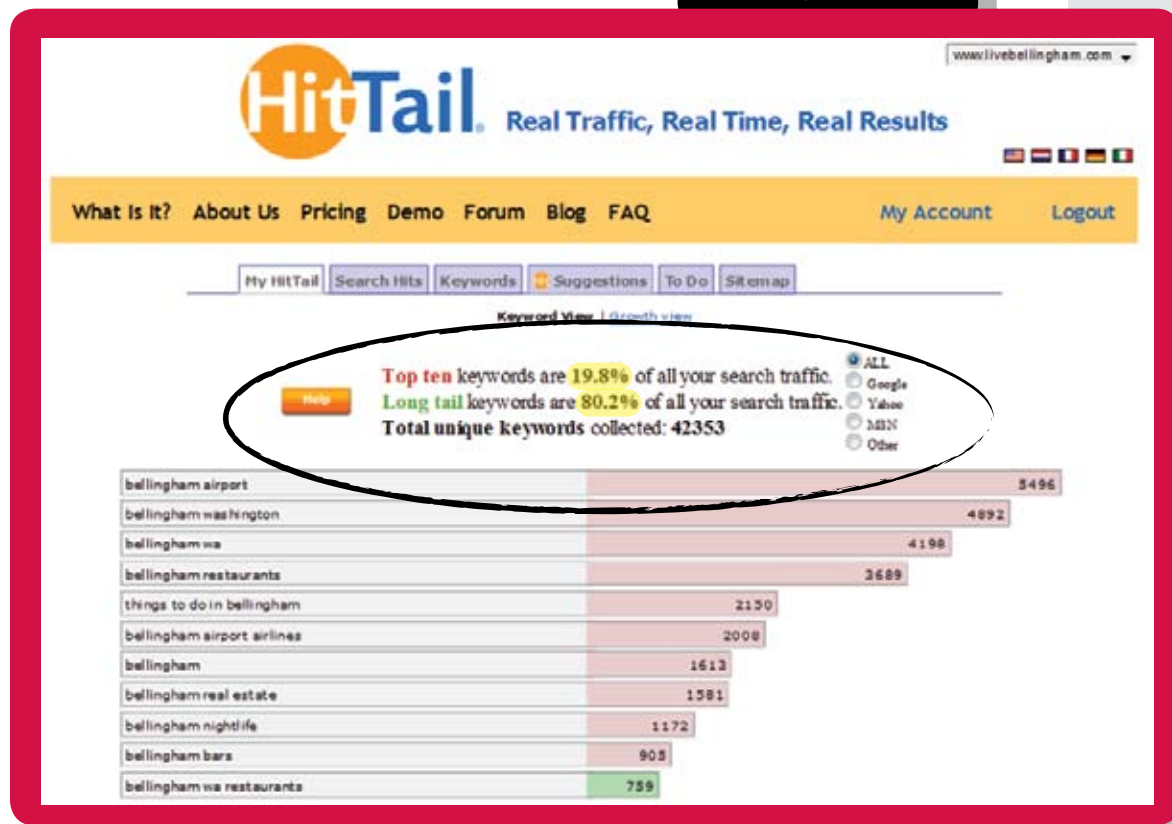 www.livebellingham.com
HitTail® Real Traffic, Real Time, Real Results
What Is It? About Us Pricing Demo Forum Blog FAQ My Account Logout
My HitTail Search Hits Keywords Suggestions To Do Sitemap
Keyword View | Growth view
Help
Top ten keywords are 19.8% of all your search traffic.
Long tail keywords are 80.2% of all your search traffic.
Total unique keywords collected: 42353
ALL
Google
Yahoo
MSN
Other
bellingham airport 5496
bellingham washington 4892
bellingham wa 4198
bellingham restaurants 3689
things to do in bellingham 2150
bellingham airport airlines 2008
bellingham 1613
bellingham real estate 1581
bellingham nightlife 1172
bellingham bars 905
bellingham wa restaurants 759